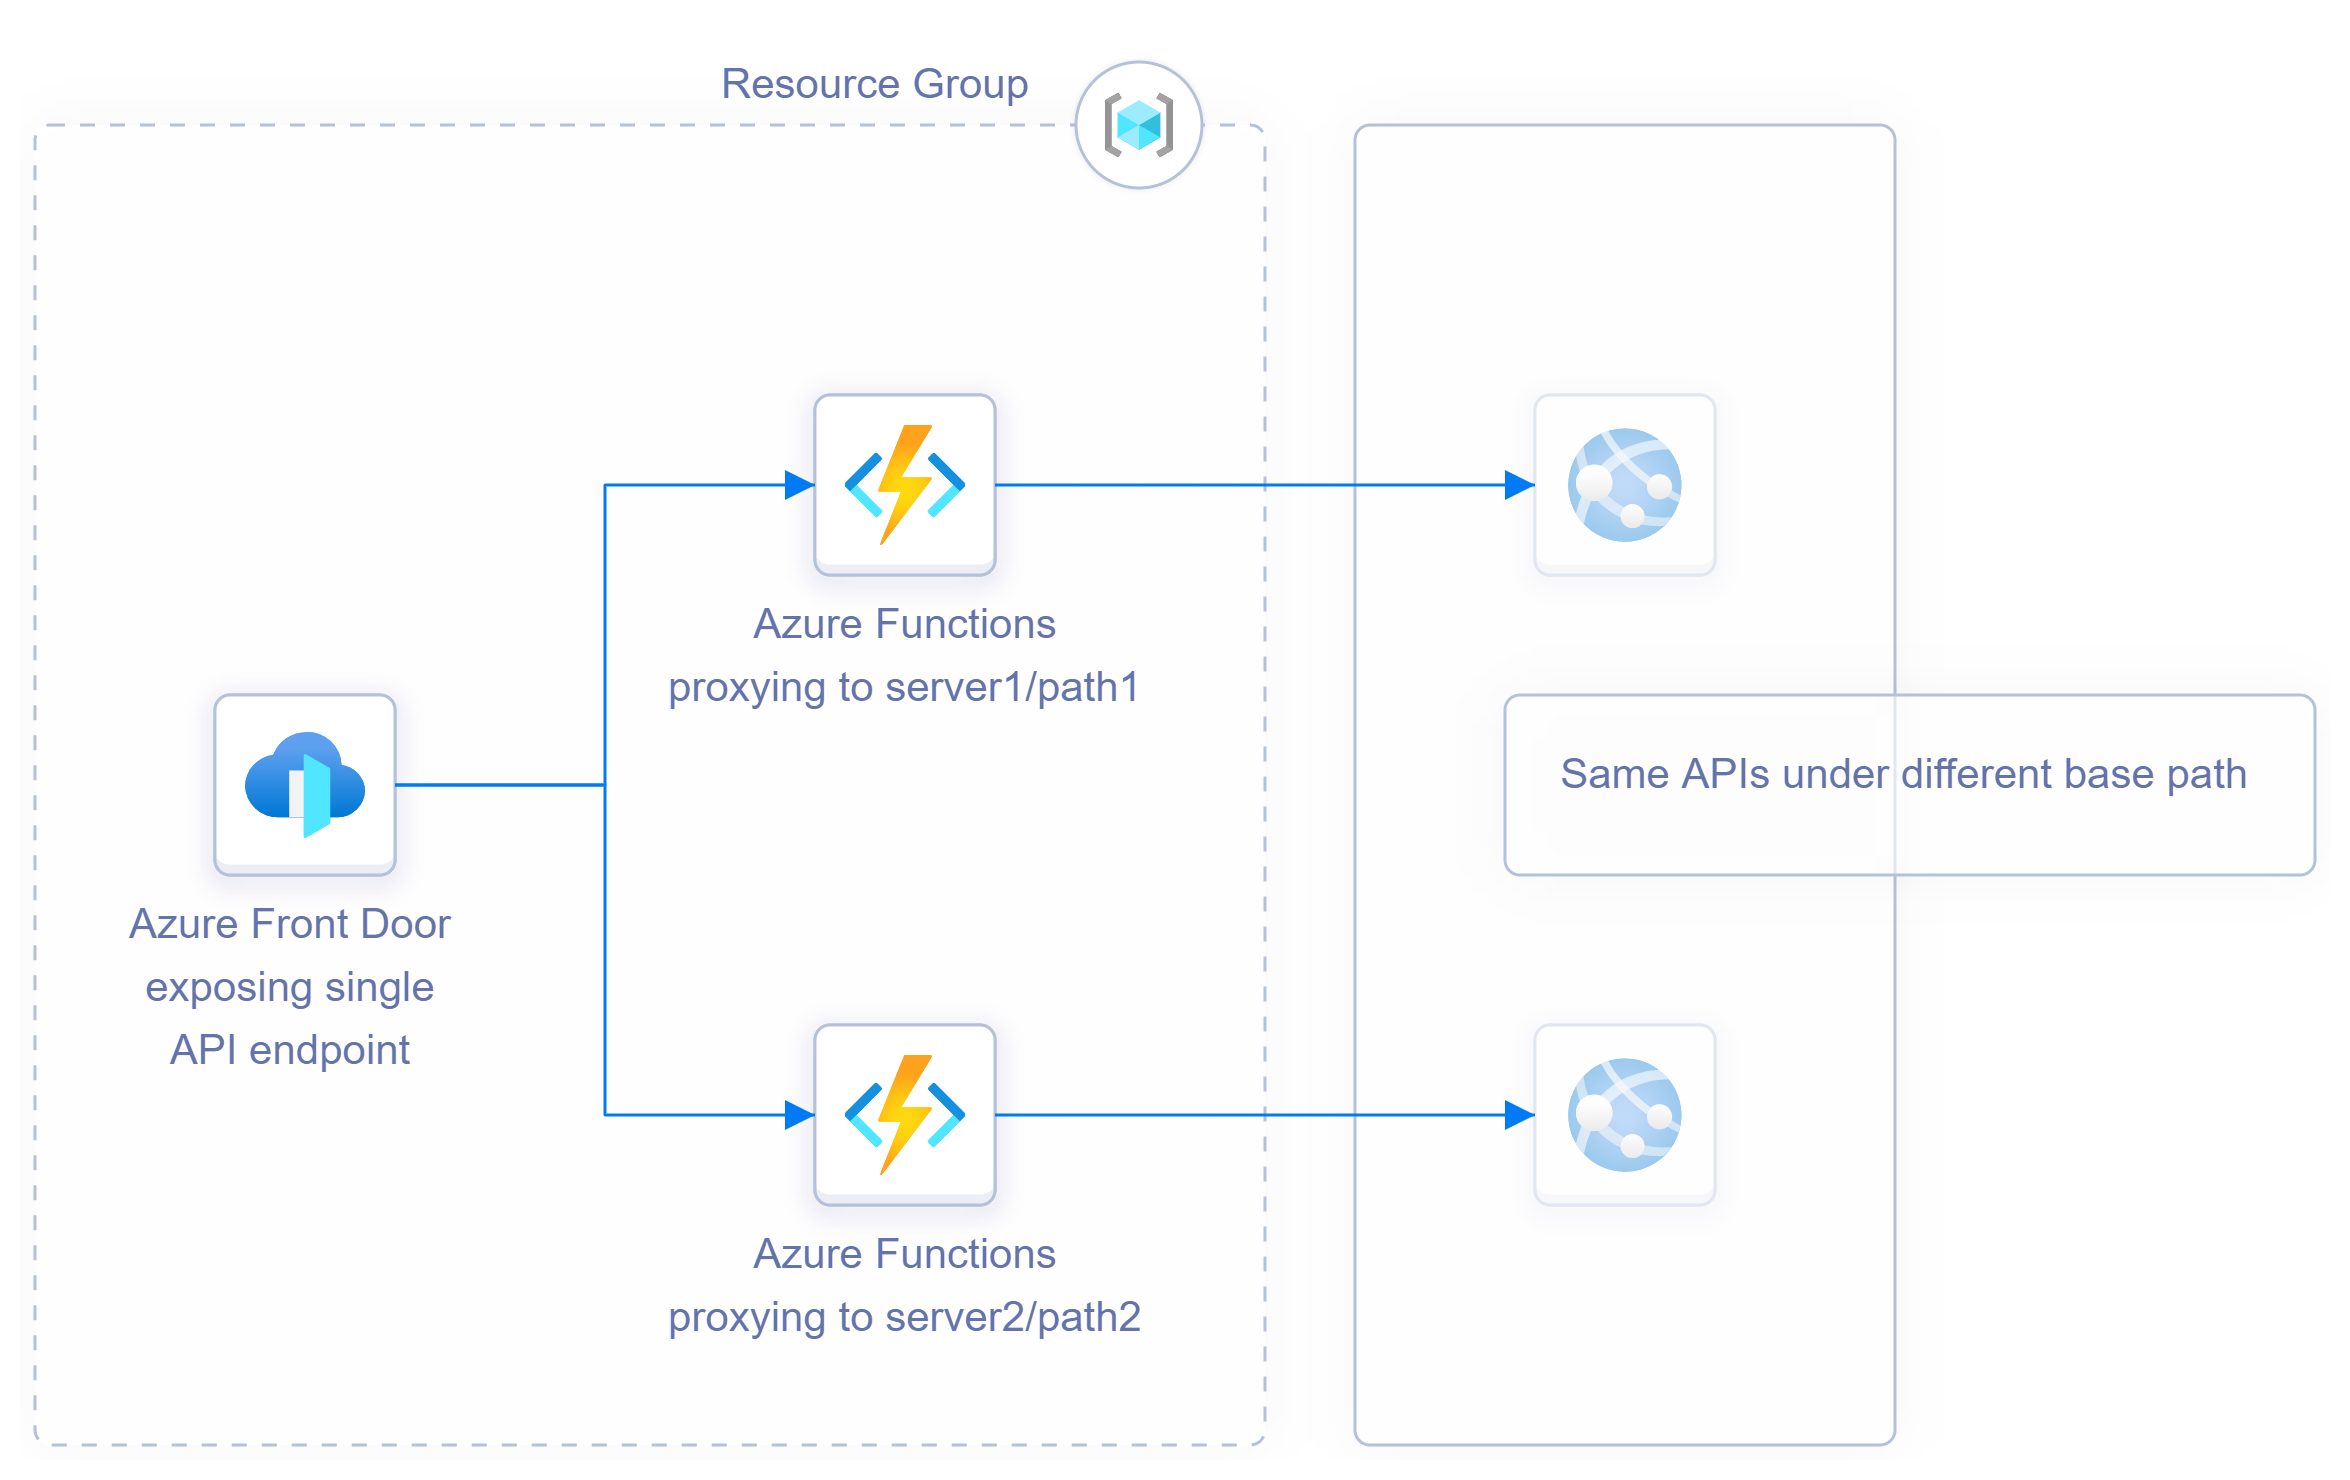 Resource Group
Azure Functions
proxying to server1/path1
Same APIs under different base path
Azure Front Door
exposing single
API endpoint
Azure Functions
proxying to server2/path2